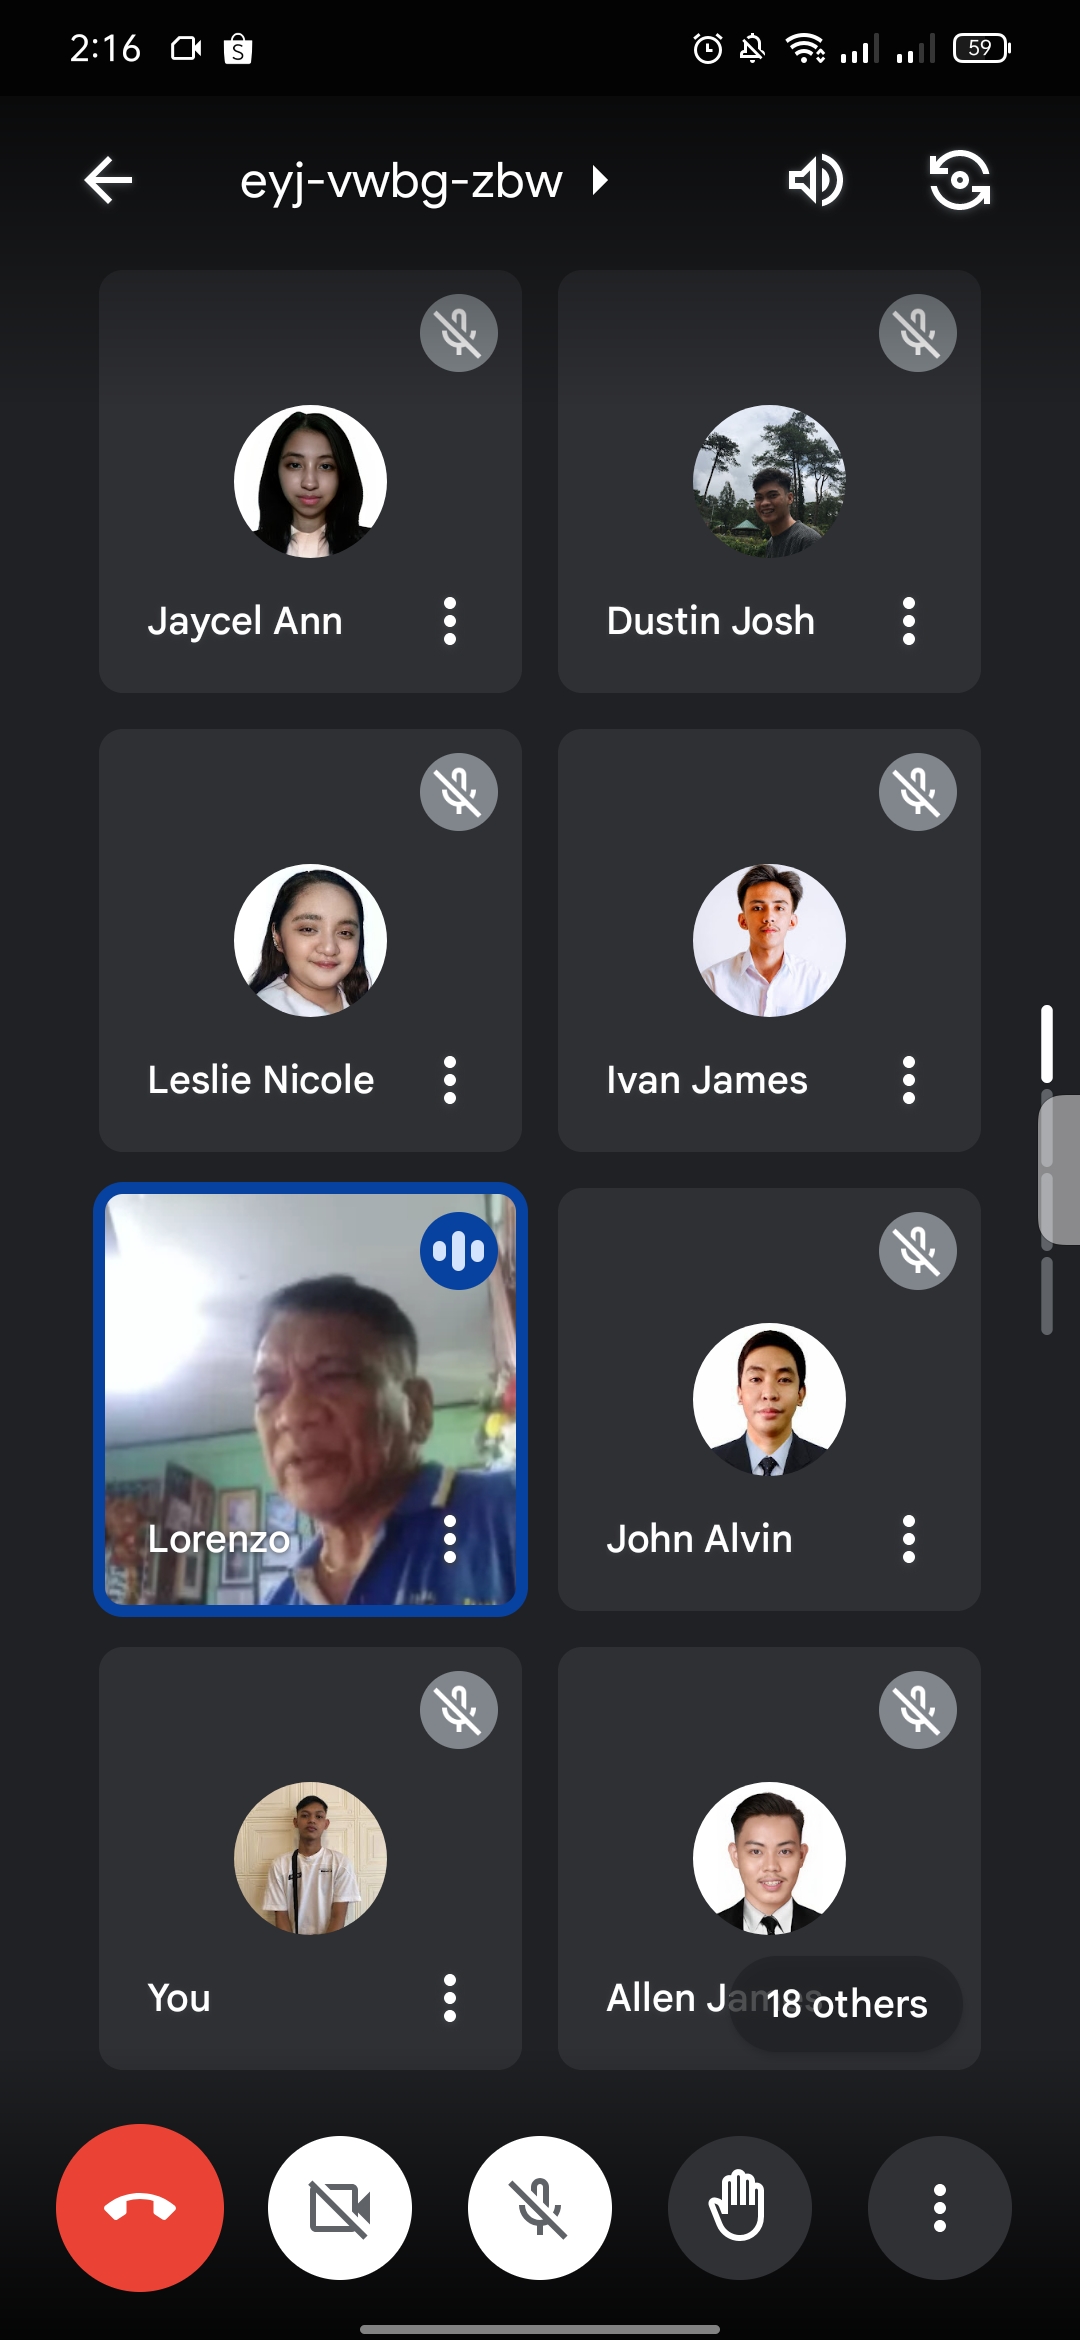 2:16
59
eyj-vwbg-zbw
Jaycel Ann
Dustin Josh
Leslie Nicole
Ivan James
Lorenzo
John Alvin
You
Allen James
18 others